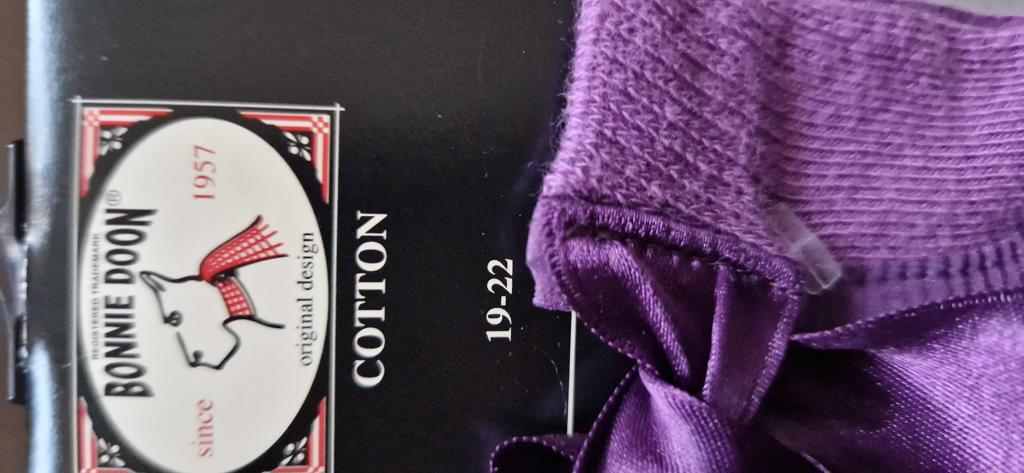 REGISTERED TRADEMARK
BONNIE DOON®
since 1957
original design
COTTON
19-22